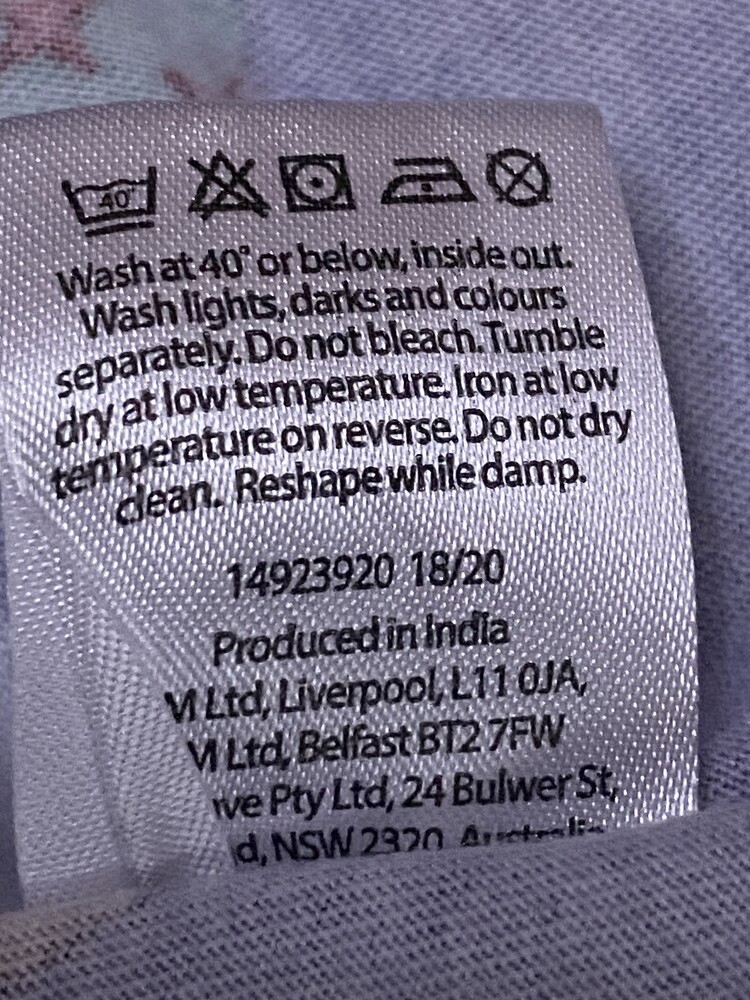 40°
Wash at 40° or below, inside out.
Wash lights, darks and colours
separately. Do not bleach. Tumble
dry at low temperature. Iron at low
temperature on reverse. Do not dry
clean. Reshape while damp.
14923920 18/20
Produced in India
Ltd, Liverpool, L11 0JA,
Ltd, Belfast BT2 7FW
Pty Ltd, 24 Bulwer St,
d, NSW 2320 Australia